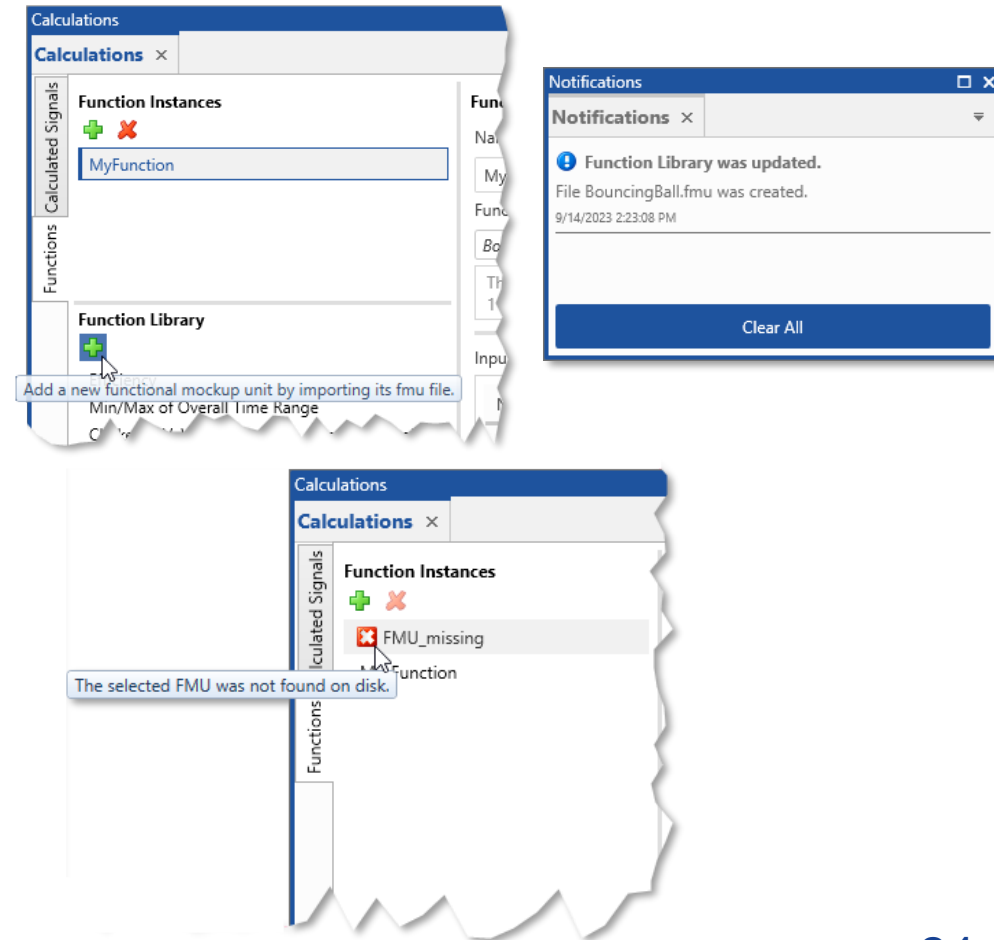 Calculations
Calculations ×
Calculated Signals
Functions
Function Instances
MyFunction
Function Library
Add a new functional mockup unit by importing its fmu file.
Min/Max of Overall Time Range
Notifications
Notifications ×
Function Library was updated.
File BouncingBall.fmu was created.
9/14/2023 2:23:08 PM
Clear All
Calculations
Calculations ×
Functions
Function Instances
FMU_missing
The selected FMU was not found on disk.